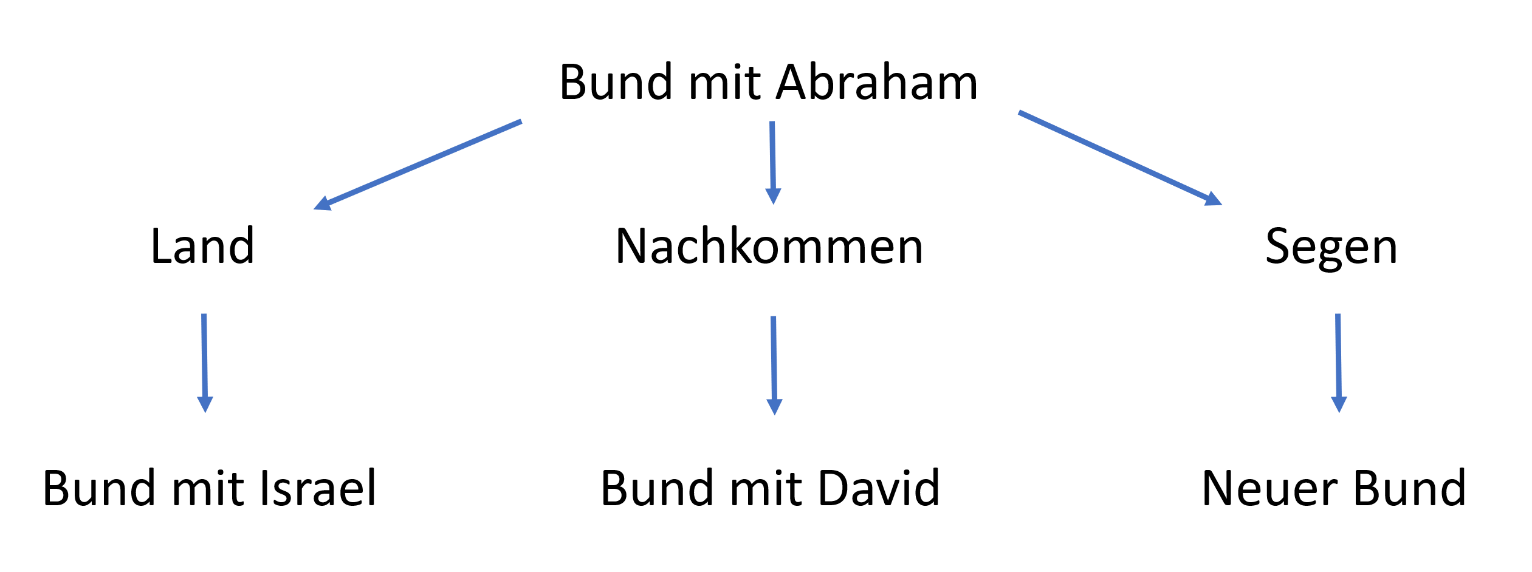 Bund mit Abraham
Land
Nachkommen
Segen
Bund mit Israel
Bund mit David
Neuer Bund